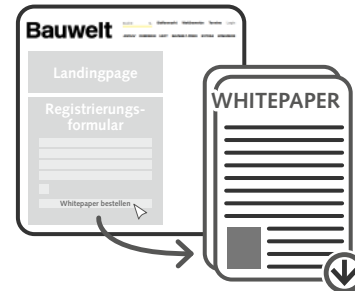 Bauwelt
Landingpage
Registrierungs-
formular
Whitepaper bestellen
WHITEPAPER